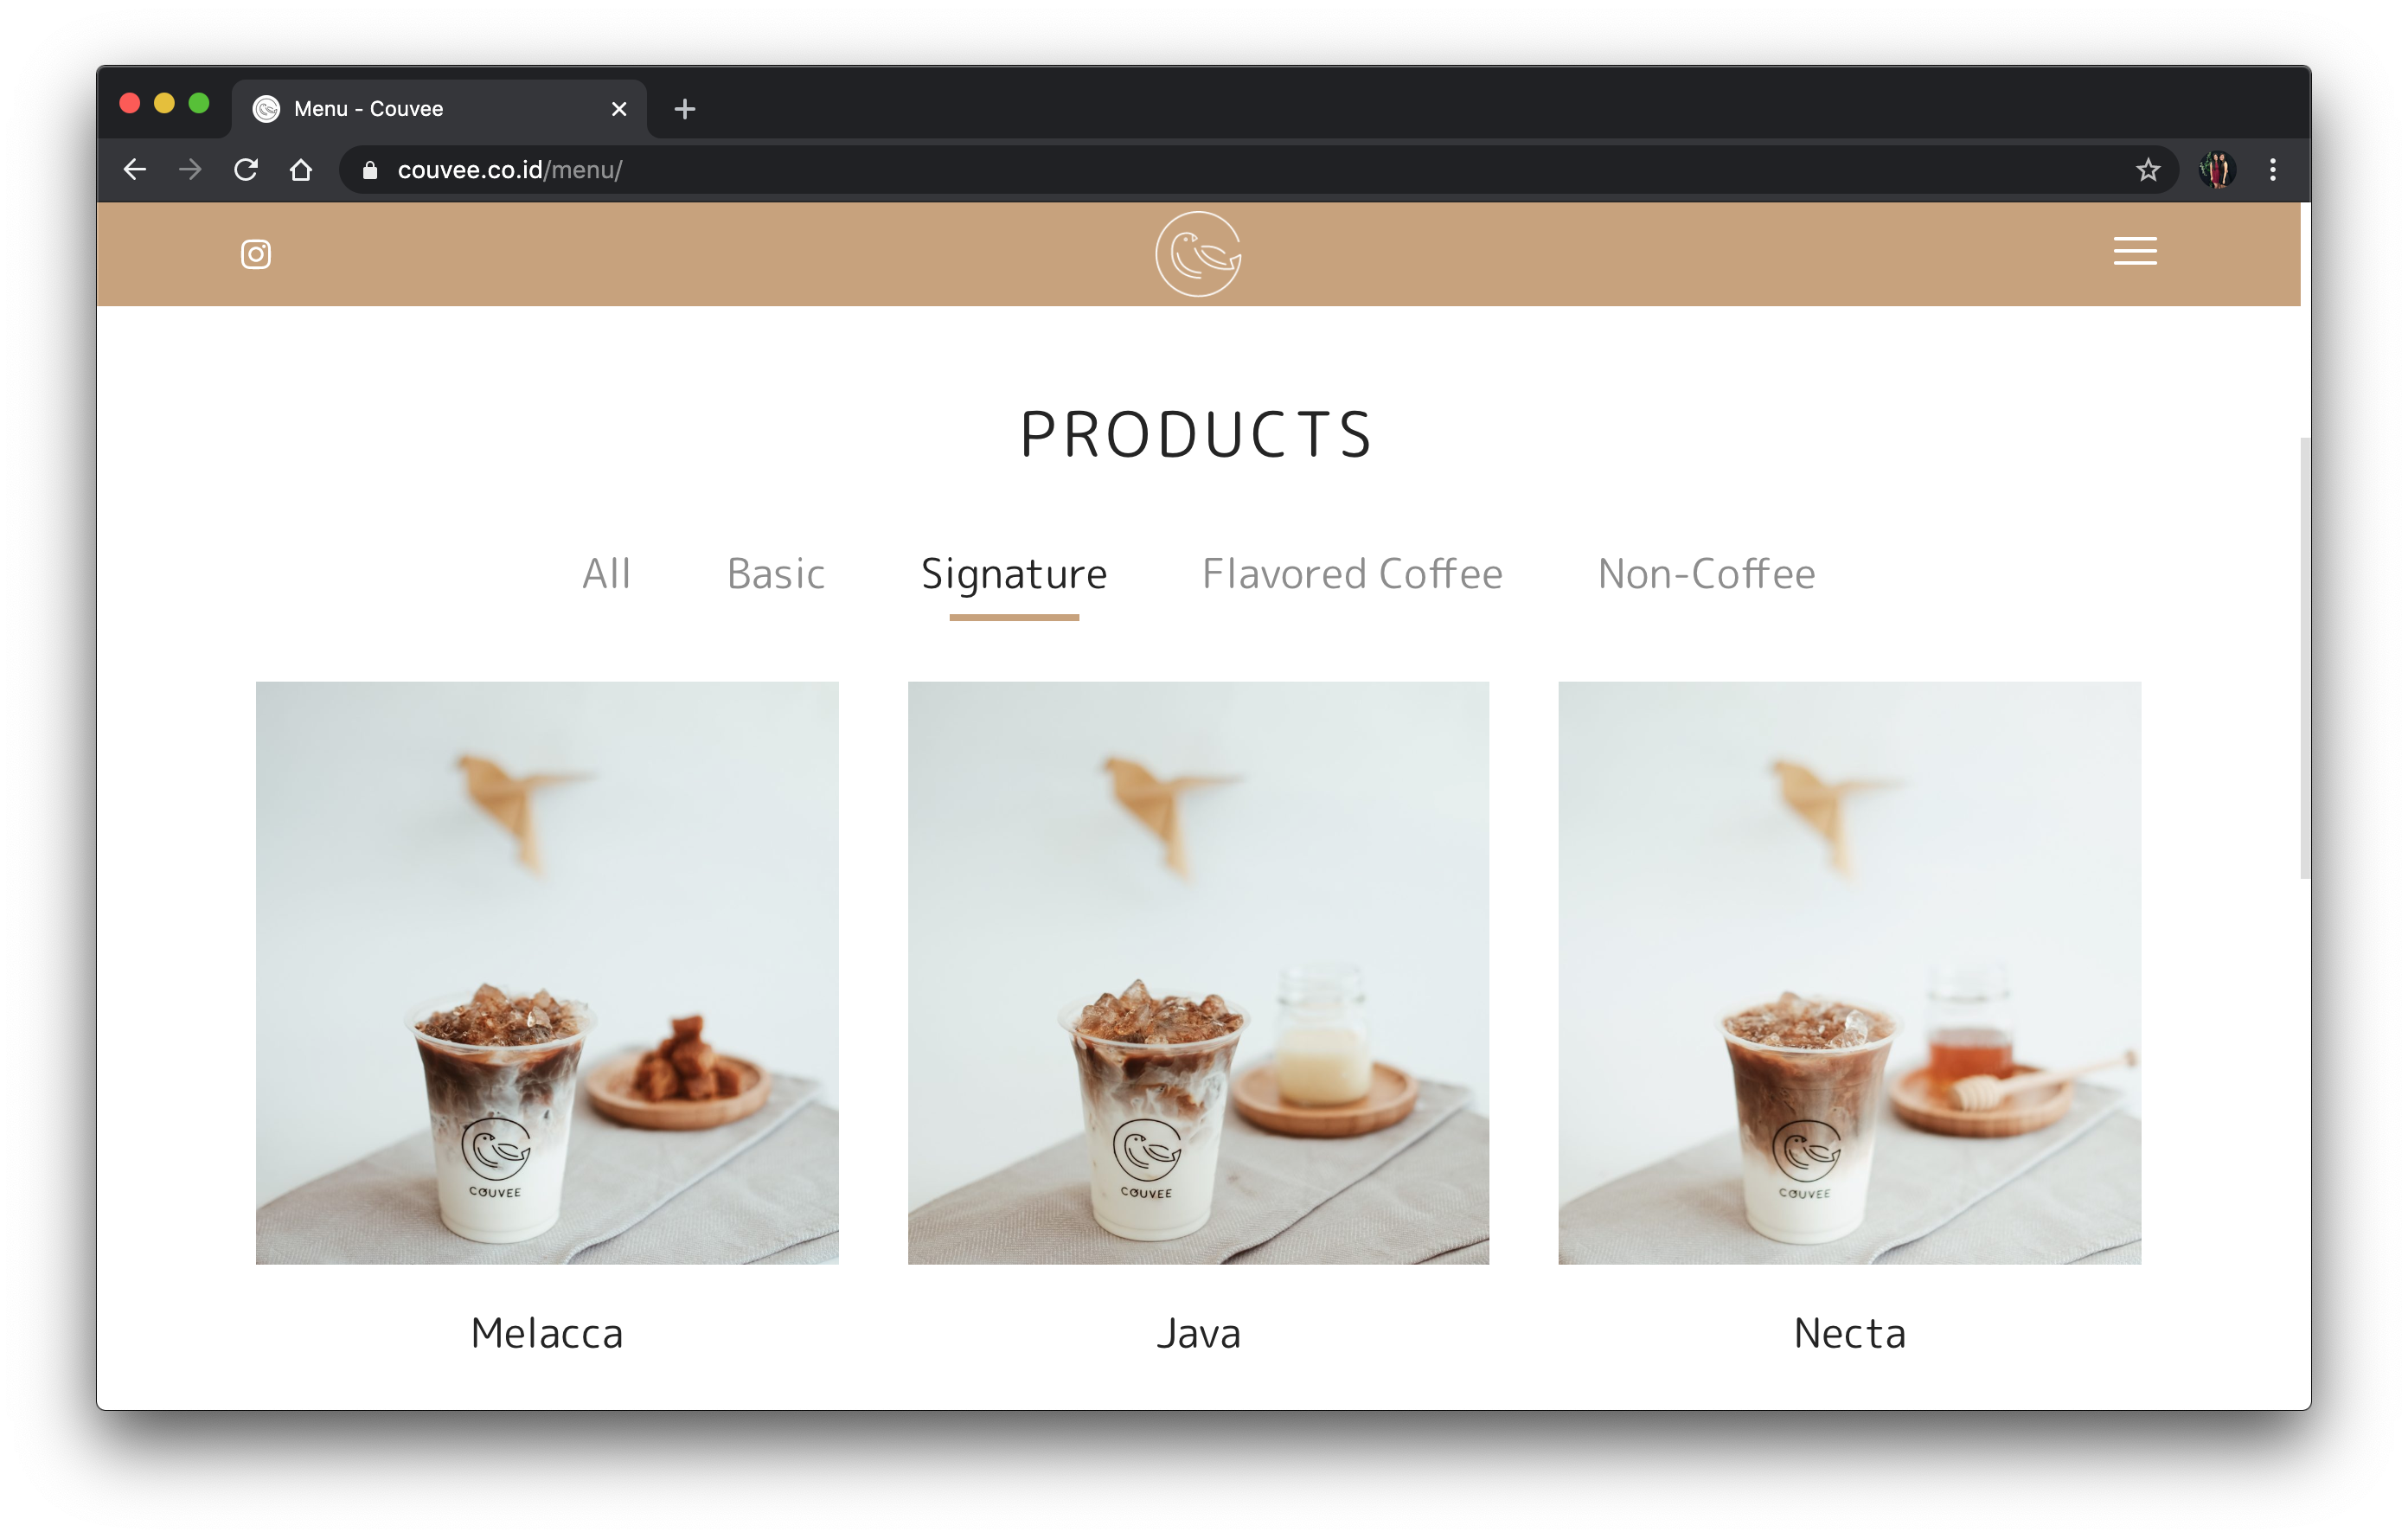 Menu - Couvee
couvee.co.id/menu/
PRODUCTS
All Basic Signature Flavored Coffee Non-Coffee
COUVEE COUVEE COUVEE
Melacca Java Necta